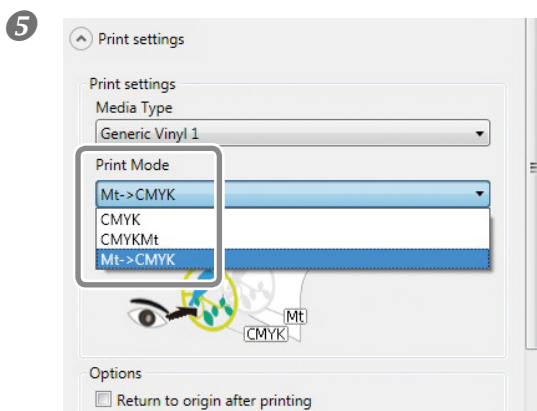 5
Print settings
Print settings
Media Type
Generic Vinyl 1
Print Mode
Mt->CMYK
CMYK
CMYKMt
Mt->CMYK
Mt
CMYK
Options
Return to origin after printing